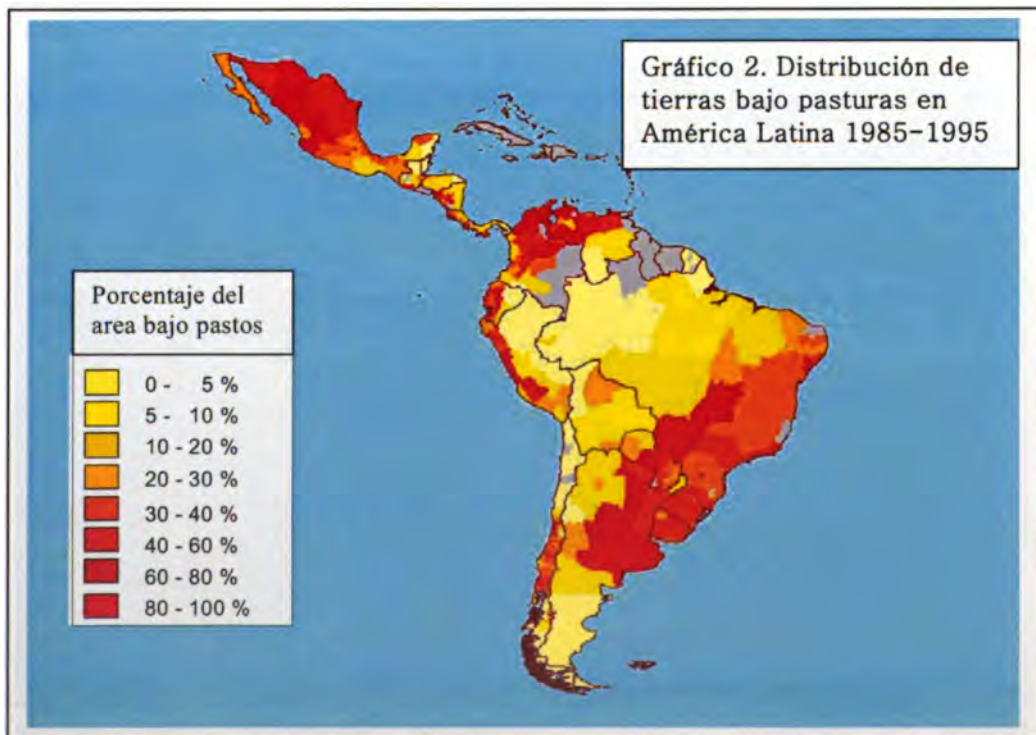 Gráfico 2. Distribución de
tierras bajo pasturas en
América Latina 1985-1995
Porcentaje del
area bajo pastos
0 - 5 %
5 - 10 %
10 - 20 %
20 - 30 %
30 - 40 %
40 - 60 %
60 - 80 %
80 - 100 %